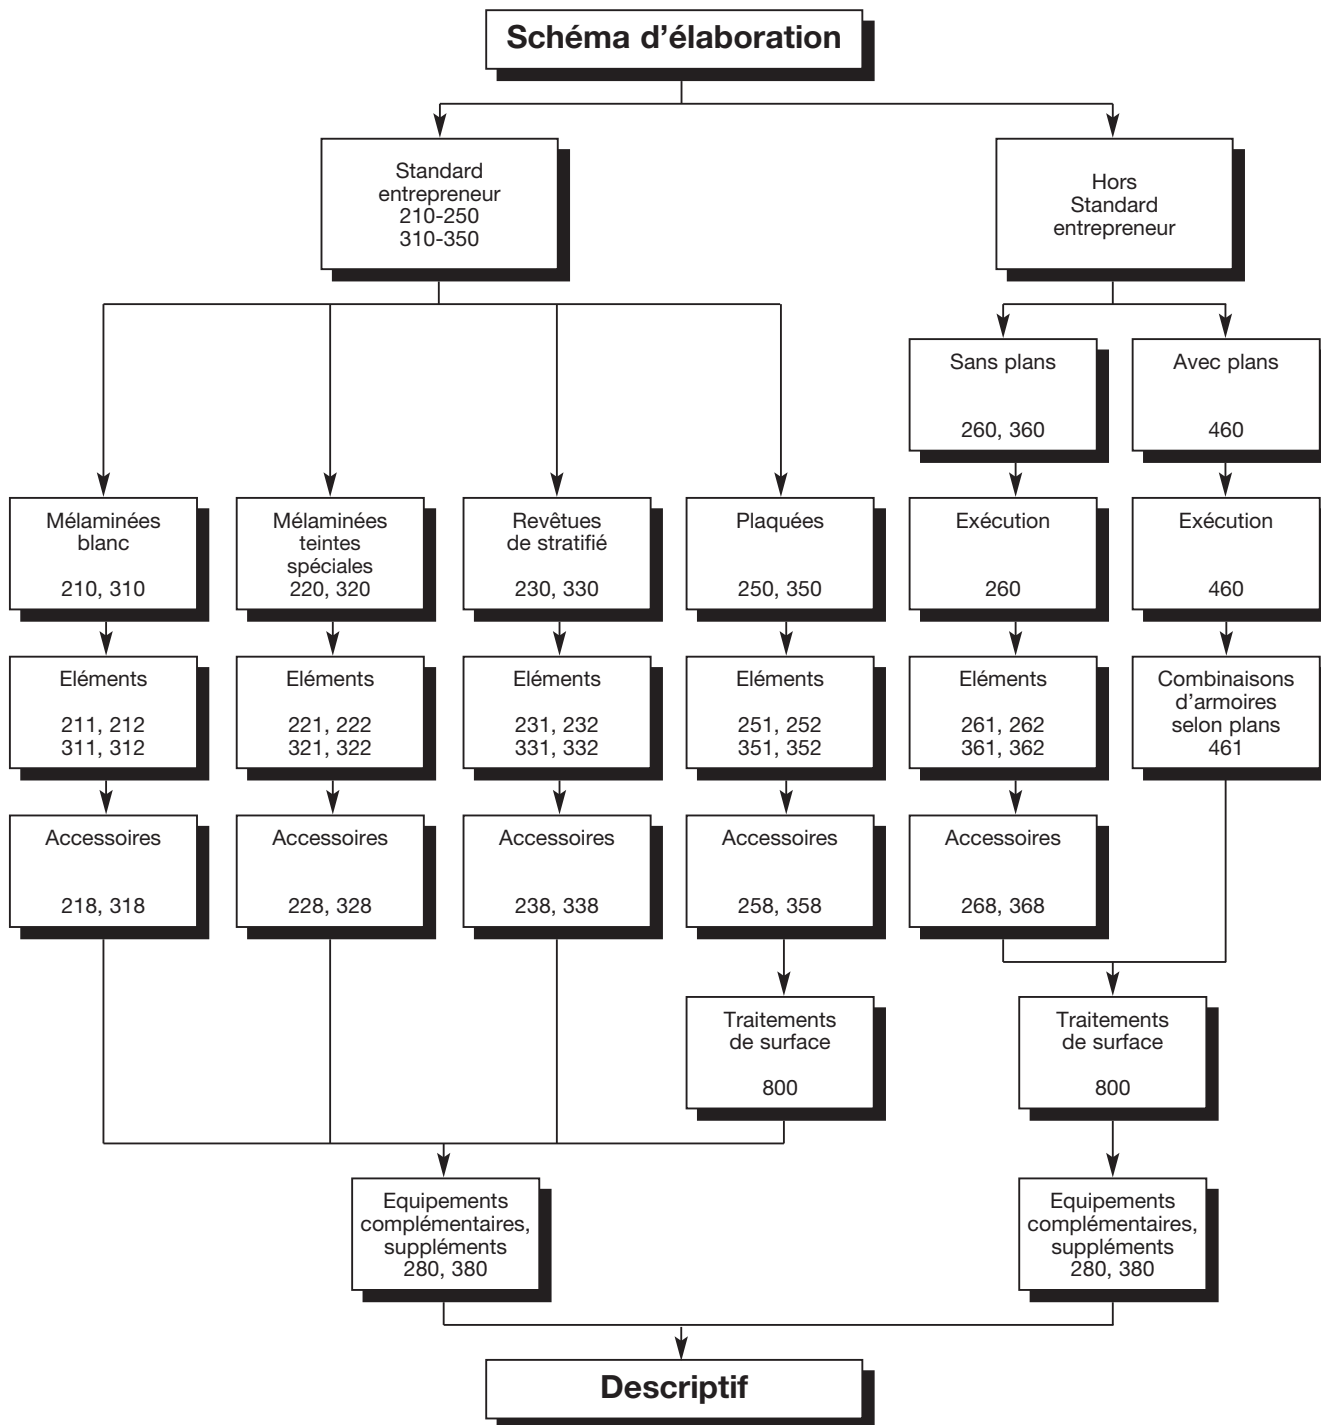 Schéma d'élaboration
Standard
entrepreneur
210-250
310-350
Hors
Standard
entrepreneur
Sans plans
260, 360
Avec plans
460
Mélaminées
blanc
210, 310
Mélaminées
teintes
spéciales
220, 320
Revêtues
de stratifié
230, 330
Plaquées
250, 350
Exécution
260
Exécution
460
Eléments
211, 212
311, 312
Eléments
221, 222
321, 322
Eléments
231, 232
331, 332
Eléments
251, 252
351, 352
Eléments
261, 262
361, 362
Combinaisons
d'armoires
selon plans
461
Accessoires
218, 318
Accessoires
228, 328
Accessoires
238, 338
Accessoires
258, 358
Accessoires
268, 368
Traitements
de surface
800
Traitements
de surface
800
Equipements
complémentaires,
suppléments
280, 380
Equipements
complémentaires,
suppléments
280, 380
Descriptif